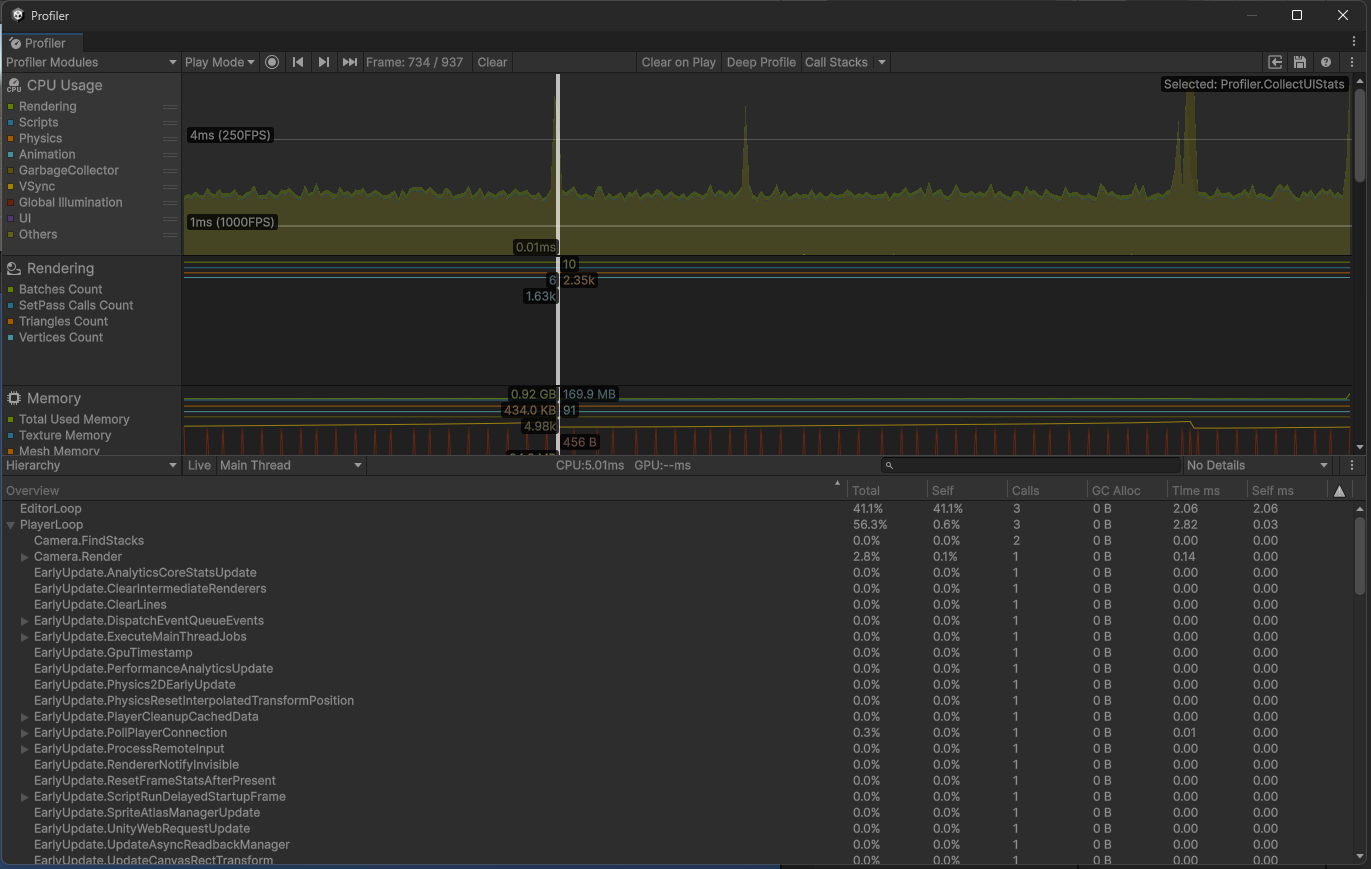 Profiler
Profiler
Profiler Modules Play Mode Frame: 734 / 937 Clear Clear on Play Deep Profile Call Stacks
CPU Usage
Selected: Profiler.CollectUIStats
Rendering
Scripts
Physics
Animation
GarbageCollector
VSync
Global Illumination
UI
Others
4ms (250FPS)
1ms (1000FPS)
0.01ms
Rendering
Batches Count
SetPass Calls Count
Triangles Count
Vertices Count
10
6 2.35k
1.63k
Memory
Total Used Memory
Texture Memory
Mesh Memory
0.92 GB 169.9 MB
434.0 KB 91
4.98k
456 B
Hierarchy Live Main Thread CPU:5.01ms GPU:--ms No Details
Overview Total Self Calls GC Alloc Time ms Self ms
EditorLoop 41.1% 41.1% 3 0 B 2.06 2.06
PlayerLoop 56.3% 0.6% 3 0 B 2.82 0.03
Camera.FindStacks 0.0% 0.0% 2 0 B 0.00 0.00
Camera.Render 2.8% 0.1% 1 0 B 0.14 0.00
EarlyUpdate.AnalyticsCoreStatsUpdate 0.0% 0.0% 1 0 B 0.00 0.00
EarlyUpdate.ClearIntermediateRenderers 0.0% 0.0% 1 0 B 0.00 0.00
EarlyUpdate.ClearLines 0.0% 0.0% 1 0 B 0.00 0.00
EarlyUpdate.DispatchEventQueueEvents 0.0% 0.0% 1 0 B 0.00 0.00
EarlyUpdate.ExecuteMainThreadJobs 0.0% 0.0% 1 0 B 0.00 0.00
EarlyUpdate.GpuTimestamp 0.0% 0.0% 1 0 B 0.00 0.00
EarlyUpdate.PerformanceAnalyticsUpdate 0.0% 0.0% 1 0 B 0.00 0.00
EarlyUpdate.Physics2DEarlyUpdate 0.0% 0.0% 1 0 B 0.00 0.00
EarlyUpdate.PhysicsResetInterpolatedTransformPosition 0.0% 0.0% 1 0 B 0.00 0.00
EarlyUpdate.PlayerCleanupCachedData 0.0% 0.0% 1 0 B 0.00 0.00
EarlyUpdate.PollPlayerConnection 0.3% 0.0% 1 0 B 0.01 0.00
EarlyUpdate.ProcessRemoteInput 0.0% 0.0% 1 0 B 0.00 0.00
EarlyUpdate.RendererNotifyInvisible 0.0% 0.0% 1 0 B 0.00 0.00
EarlyUpdate.ResetFrameStatsAfterPresent 0.0% 0.0% 1 0 B 0.00 0.00
EarlyUpdate.ScriptRunDelayedStartupFrame 0.0% 0.0% 1 0 B 0.00 0.00
EarlyUpdate.SpriteAtlasManagerUpdate 0.0% 0.0% 1 0 B 0.00 0.00
EarlyUpdate.UnityWebRequestUpdate 0.0% 0.0% 1 0 B 0.00 0.00
EarlyUpdate.UpdateAsyncReadbackManager 0.0% 0.0% 1 0 B 0.00 0.00
EarlyUpdate.UpdateCanvasRectTransform 0.0% 0.0% 1 0 B 0.00 0.00